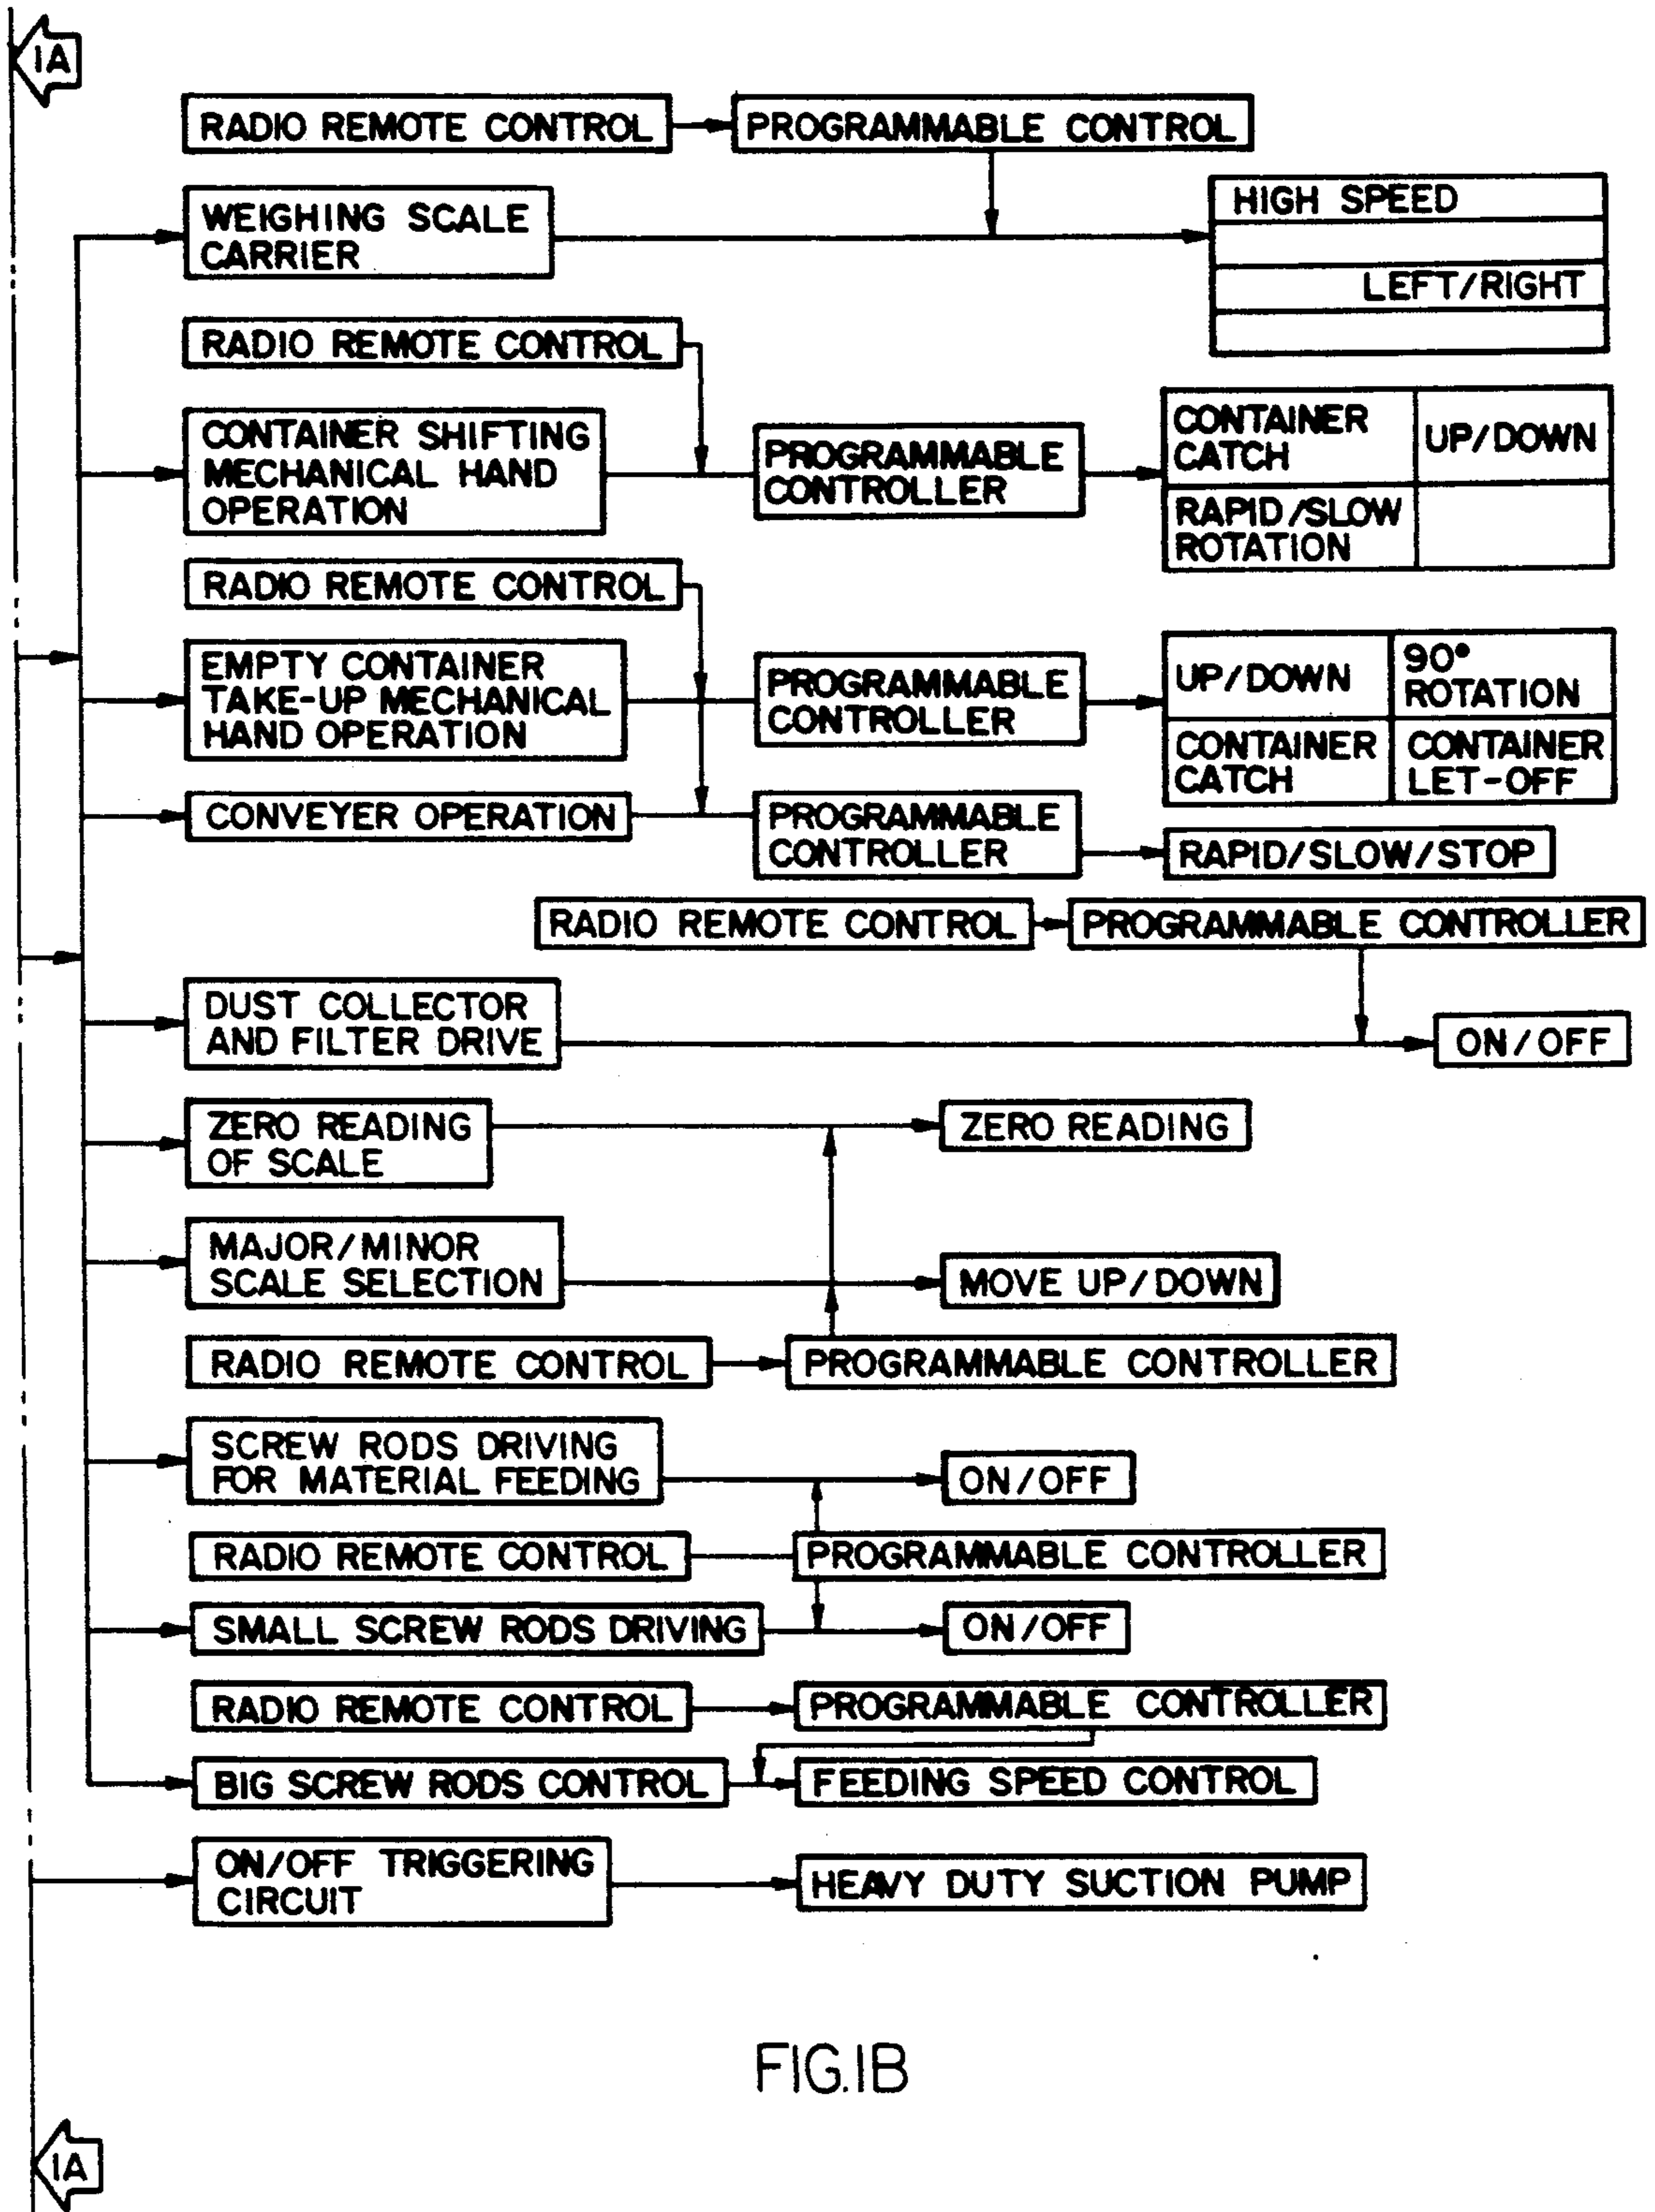 1A
RADIO REMOTE CONTROL
PROGRAMMABLE CONTROL
WEIGHING SCALE
CARRIER
HIGH SPEED
LEFT/RIGHT
RADIO REMOTE CONTROL
CONTAINER SHIFTING
MECHANICAL HAND
OPERATION
PROGRAMMABLE
CONTROLLER
CONTAINER
CATCH
UP/DOWN
RAPID/SLOW
ROTATION
RADIO REMOTE CONTROL
EMPTY CONTAINER
TAKE-UP MECHANICAL
HAND OPERATION
PROGRAMMABLE
CONTROLLER
UP/DOWN
90°
ROTATION
CONTAINER
CATCH
CONTAINER
LET-OFF
CONVEYER OPERATION
PROGRAMMABLE
CONTROLLER
RAPID/SLOW/STOP
RADIO REMOTE CONTROL
PROGRAMMABLE CONTROLLER
DUST COLLECTOR
AND FILTER DRIVE
ON/OFF
ZERO READING
OF SCALE
ZERO READING
MAJOR/MINOR
SCALE SELECTION
MOVE UP/DOWN
RADIO REMOTE CONTROL
PROGRAMMABLE CONTROLLER
SCREW RODS DRIVING
FOR MATERIAL FEEDING
ON/OFF
RADIO REMOTE CONTROL
PROGRAMMABLE CONTROLLER
SMALL SCREW RODS DRIVING
ON/OFF
RADIO REMOTE CONTROL
PROGRAMMABLE CONTROLLER
BIG SCREW RODS CONTROL
FEEDING SPEED CONTROL
ON/OFF TRIGGERING
CIRCUIT
HEAVY DUTY SUCTION PUMP
FIG.1B
1A